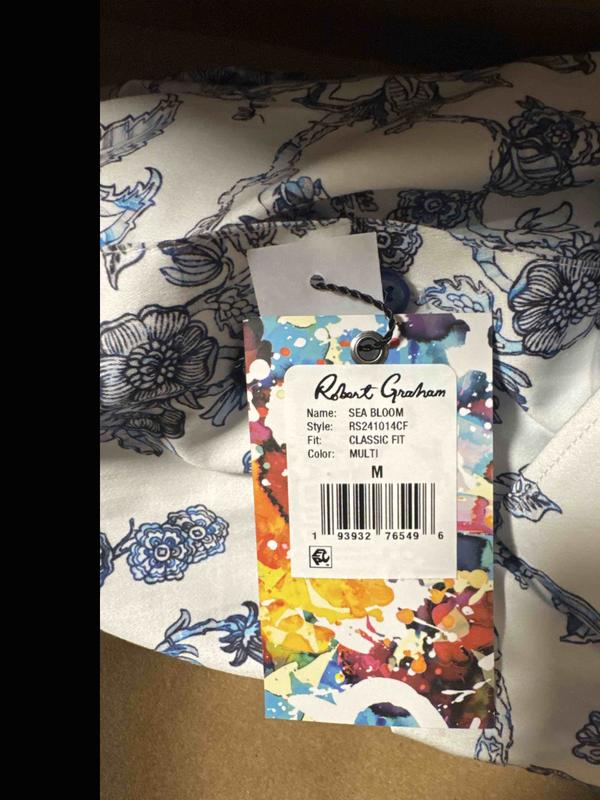 Robert Graham
Name: SEA BLOOM
Style: RS241014CF
Fit: CLASSIC FIT
Color: MULTI
M
1 93932 76549 6